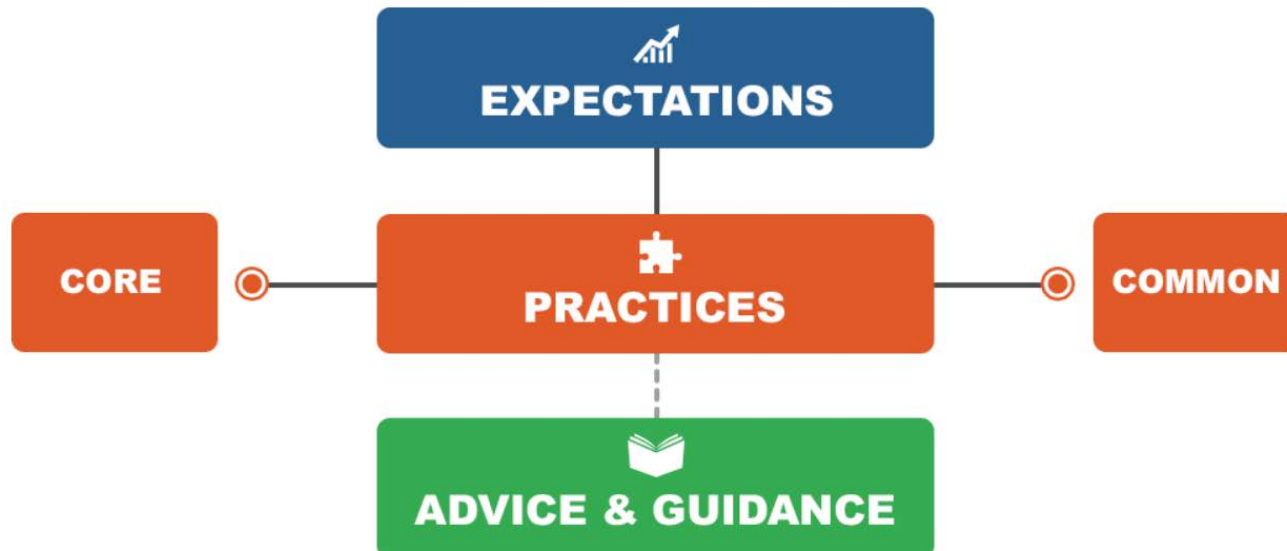 EXPECTATIONS
CORE
PRACTICES
COMMON
ADVICE & GUIDANCE